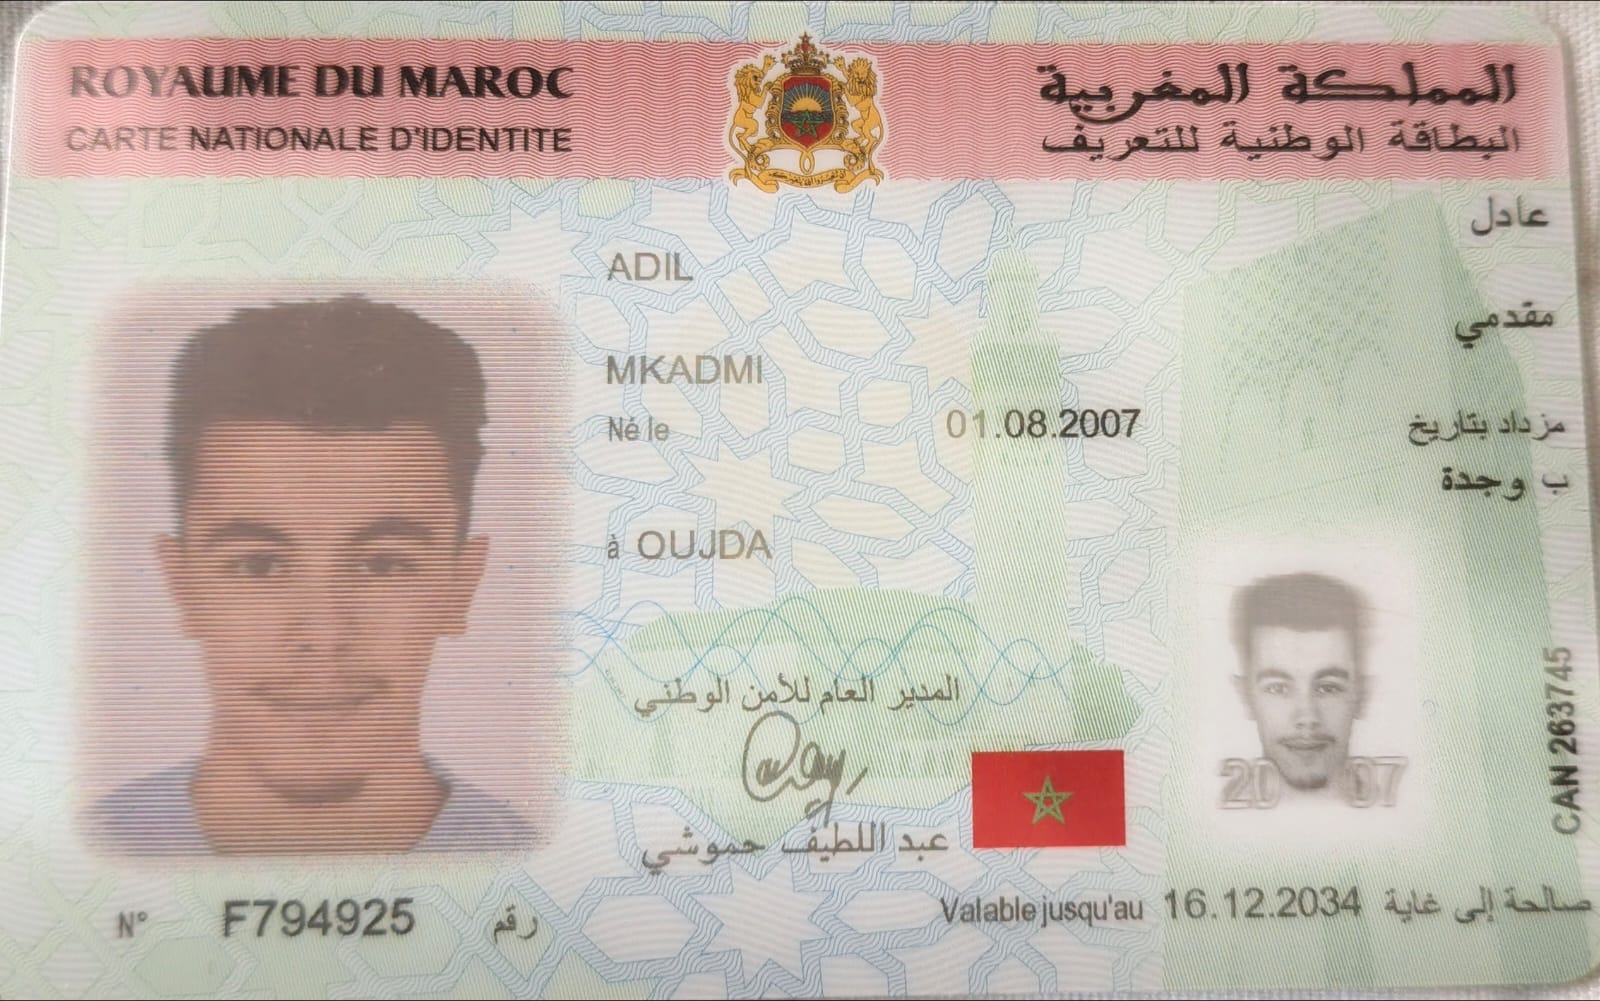 ROYAUME DU MAROC
المملكة المغربية
CARTE NATIONALE D'IDENTITE
البطاقة الوطنية للتعريف
عادل
ADIL
مقدمي
MKADMI
Né le 01.08.2007 مزداد بتاريخ
ب وجدة
à OUJDA
المدير العام للأمن الوطني
عبد اللطيف حموشي
2007
CAN 263745
N° F794925 رقم
Valable jusqu'au 16.12.2034 صالحة إلى غاية